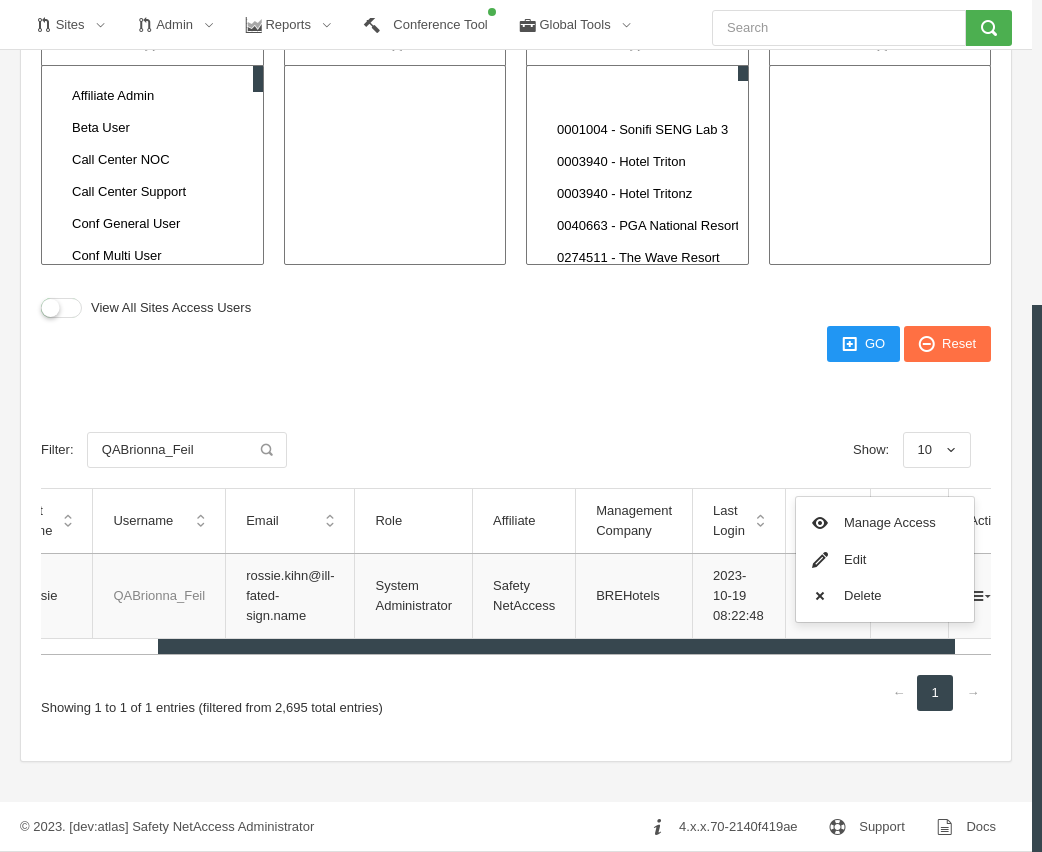 Sites Admin Reports Conference Tool Global Tools Search
Affiliate Admin
Beta User
Call Center NOC
Call Center Support
Conf General User
Conf Multi User
0001004 - Sonifi SENG Lab 3
0003940 - Hotel Triton
0003940 - Hotel Tritonz
0040663 - PGA National Resort
0274511 - The Wave Resort
View All Sites Access Users
GO Reset
Filter: QABrionna_Feil Show: 10
Username Email Role Affiliate Management
Company Last
Login Acti
sie QABrionna_Feil rossie.kihn@ill-
fated-
sign.name System
Administrator Safety
NetAccess BREHotels 2023-
10-19
08:22:48
Manage Access
Edit
Delete
← 1 →
Showing 1 to 1 of 1 entries (filtered from 2,695 total entries)
© 2023. [dev:atlas] Safety NetAccess Administrator 4.x.x.70-2140f419ae Support Docs